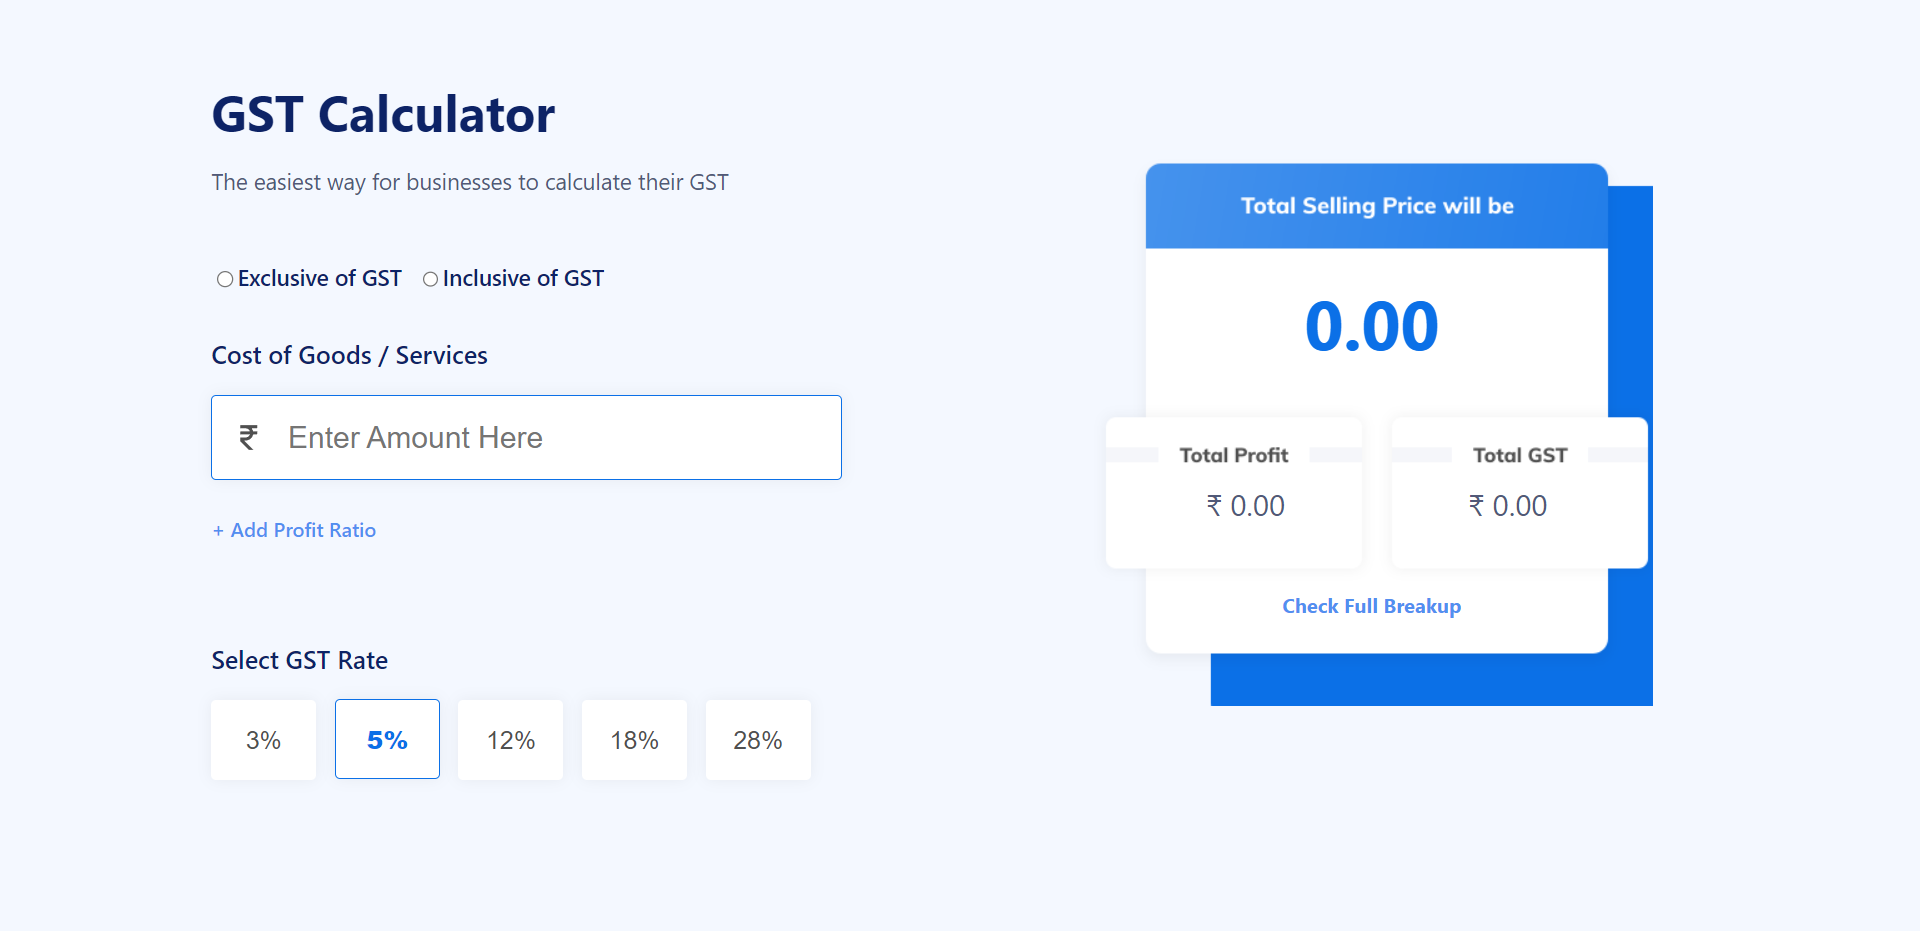 GST Calculator
The easiest way for businesses to calculate their GST
Exclusive of GST Inclusive of GST
Cost of Goods / Services
₹ Enter Amount Here
+ Add Profit Ratio
Select GST Rate
3% 5% 12% 18% 28%
Total Selling Price will be
0.00
Total Profit Total GST
₹ 0.00 ₹ 0.00
Check Full Breakup